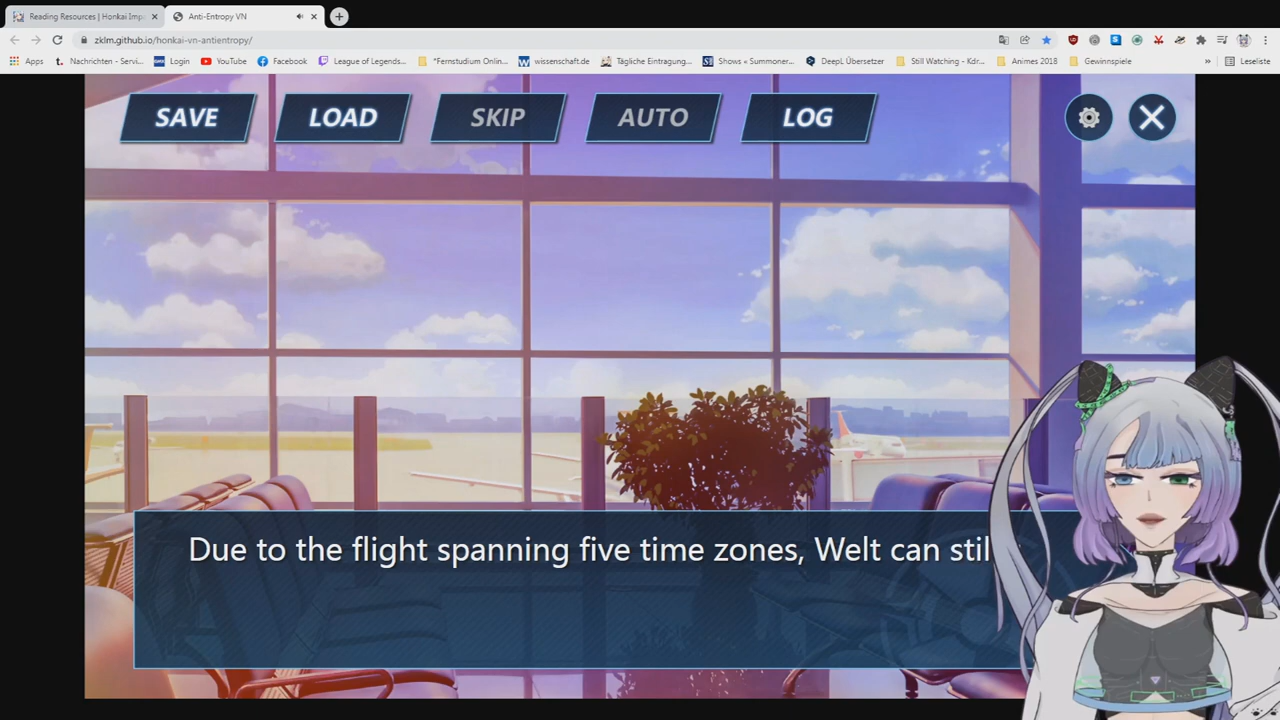 Reading Resources | Honkai Imp
Anti-Entropy VN
zklm.github.io/honkai-vn-antientropy/
Apps
Nachrichten - Servi...
Login
YouTube
Facebook
League of Legends...
*Fernstudium Onlin...
wissenschaft.de
Tägliche Eintragung...
Shows « Summoner...
DeepL Übersetzer
Still Watching - Kdr...
Animes 2018
Gewinnspiele
»
Leseliste
SAVE
LOAD
SKIP
AUTO
LOG
Due to the flight spanning five time zones, Welt can stil